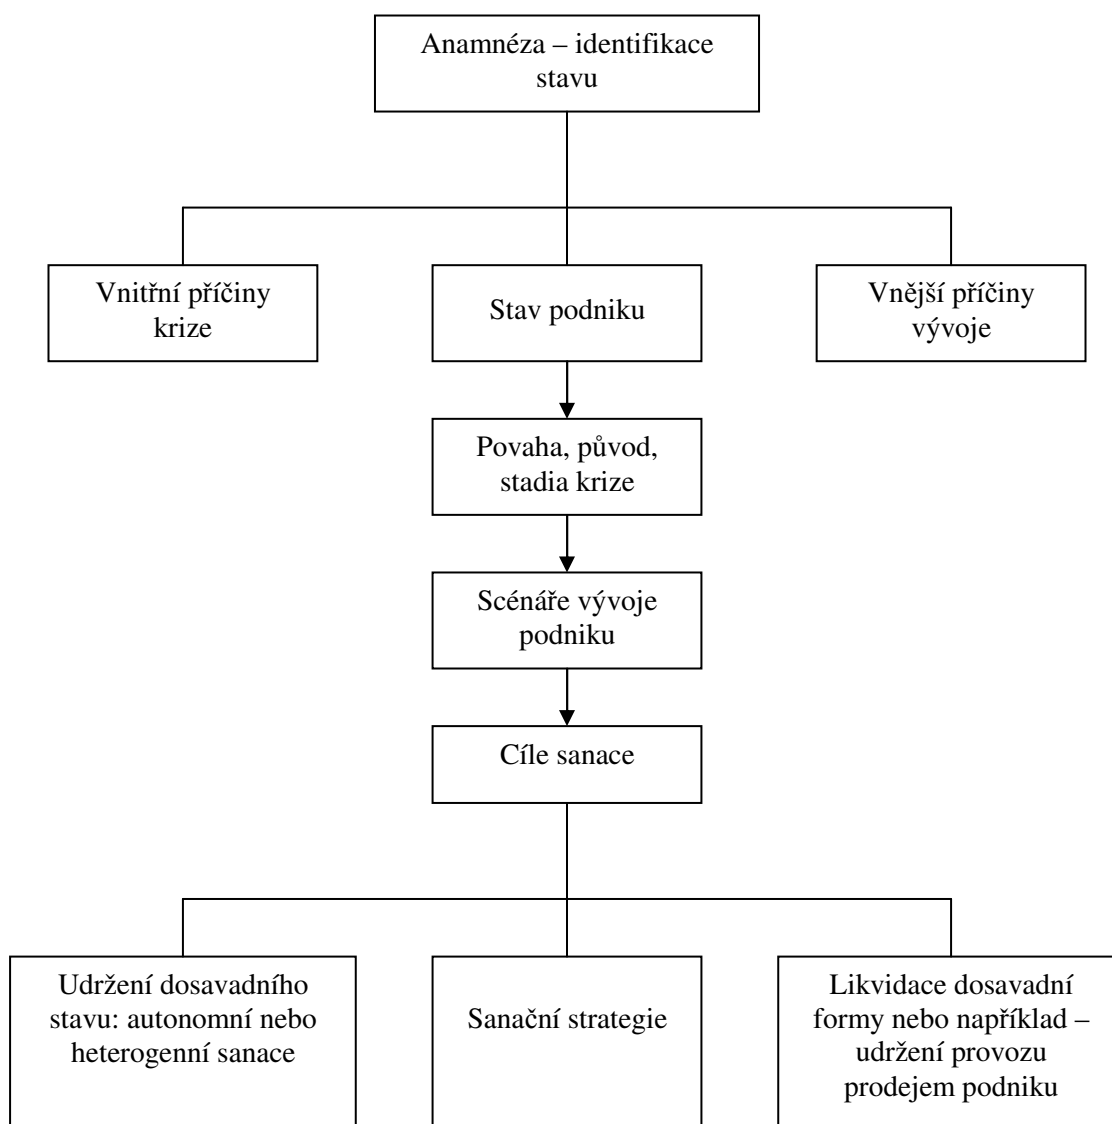 Anamnéza – identifikace
stavu
Vnitřní příčiny
krize
Stav podniku
Vnější příčiny
vývoje
Povaha, původ,
stadia krize
Scénáře vývoje
podniku
Cíle sanace
Udržení dosavadního
stavu: autonomní nebo
heterogenní sanace
Sanační strategie
Likvidace dosavadní
formy nebo například –
udržení provozu
prodejem podniku